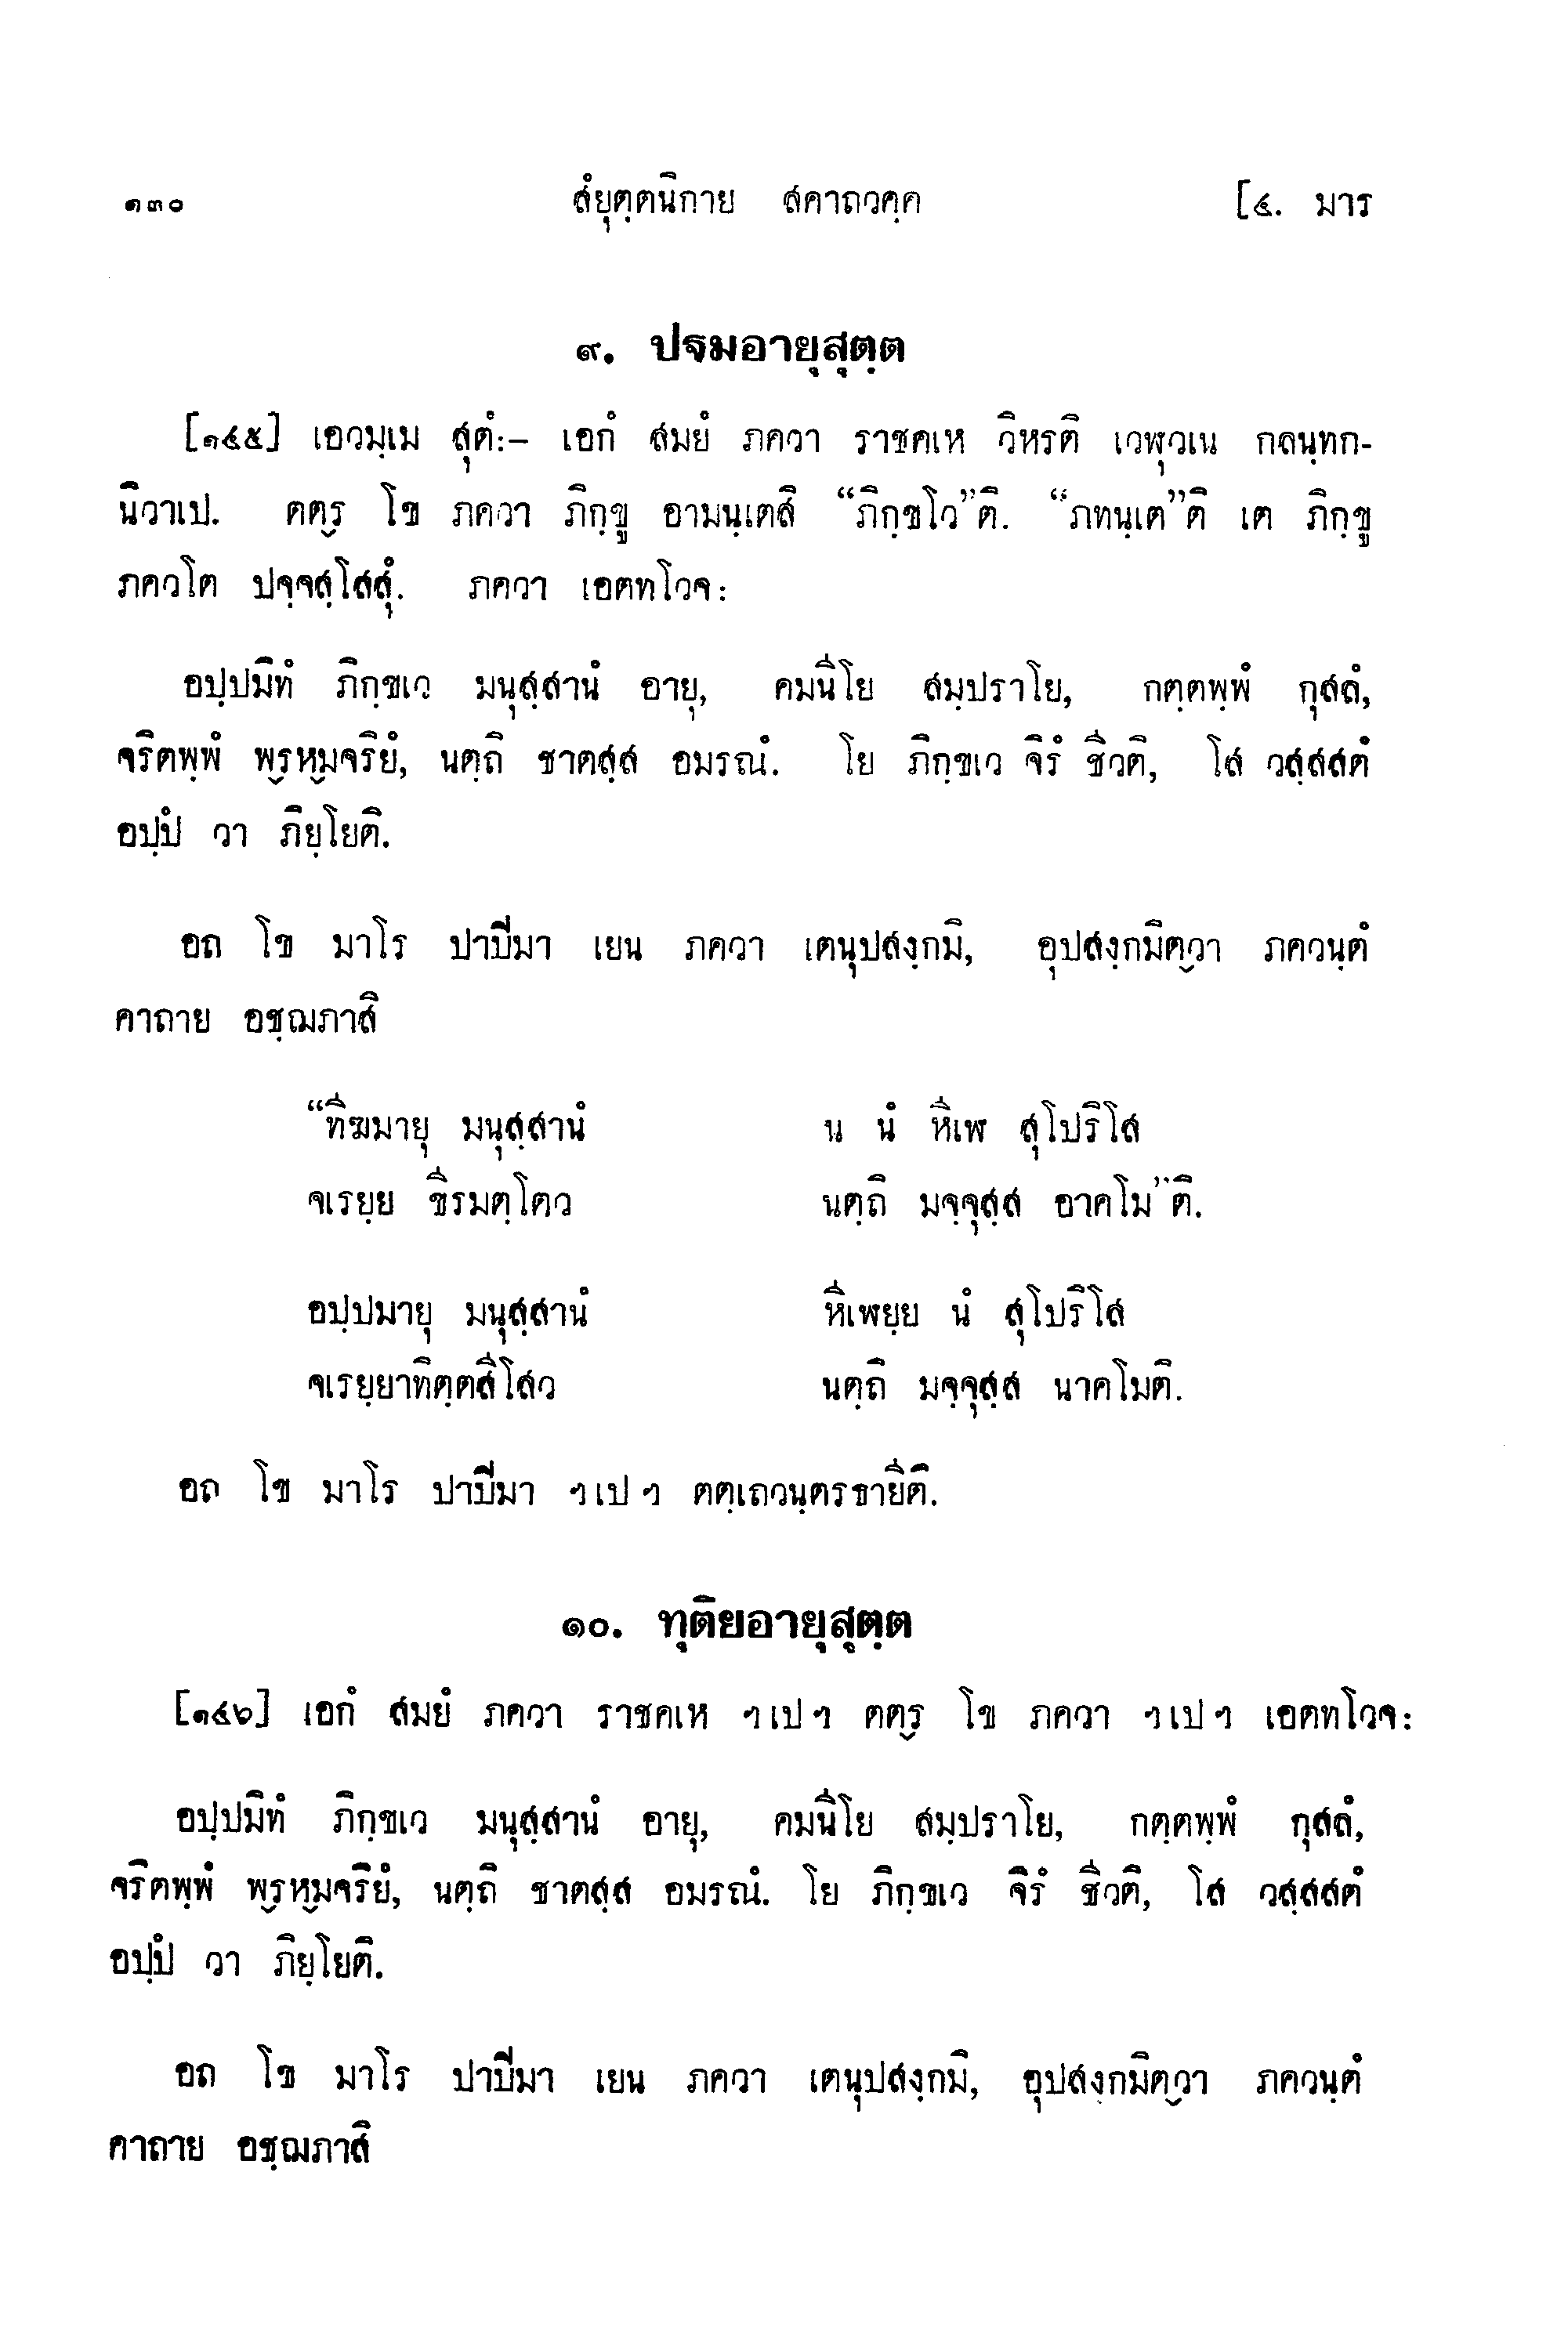 ๑๓๐ สํยุตฺตนิกาย สคาถวคฺค [๔. มาร
๙. ปฐมอายุสุตฺต
[๑๔๕] เอวมฺเม สุตํ:– เอกํ สมยํ ภควา ราชคเห วิหรติ เวฬุวเน กลนฺทก-
นิวาเป. ตตฺร โข ภควา ภิกฺขู อามนฺเตสิ “ภิกฺขโว”ติ. “ภทนฺเต”ติ เต ภิกฺขู
ภควโต ปจฺจสฺโสสุํ. ภควา เอตทโวจ:
อปฺปมิทํ ภิกฺขเว มนุสฺสานํ อายุ, คมนีโย สมฺปราโย, กตฺตพฺพํ กุสลํ,
จริตพฺพํ พฺรหฺมจริยํ, นตฺถิ ชาตสฺส อมรณํ. โย ภิกฺขเว จิรํ ชีวติ, โส วสฺสสตํ
อปฺปํ วา ภิยฺโยติ.
อถ โข มาโร ปาปิมา เยน ภควา เตนุปสงฺกมิ, อุปสงฺกมิตฺวา ภควนฺตํ
คาถาย อชฺฌภาสิ
“ทีฆมายุ มนุสฺสานํ น นํ หีเฬ สุโปริโส
จเรยฺย ขีรมตฺโตว นตฺถิ มจฺจุสฺส อาคโม”ติ.
อปฺปมายุ มนุสฺสานํ หีเฬยฺย นํ สุโปริโส
จเรยฺยาทิตฺตสีโสว นตฺถิ มจฺจุสฺส นาคโมติ.
อถ โข มาโร ปาปิมา ฯเปฯ ตตฺเถวนฺตรธายีติ.
๑๐. ทุติยอายุสุตฺต
[๑๔๖] เอกํ สมยํ ภควา ราชคเห ฯเปฯ ตตฺร โข ภควา ฯเปฯ เอตทโวจ:
อปฺปมิทํ ภิกฺขเว มนุสฺสานํ อายุ, คมนีโย สมฺปราโย, กตฺตพฺพํ กุสลํ,
จริตพฺพํ พฺรหฺมจริยํ, นตฺถิ ชาตสฺส อมรณํ. โย ภิกฺขเว จิรํ ชีวติ, โส วสฺสสตํ
อปฺปํ วา ภิยฺโยติ.
อถ โข มาโร ปาปิมา เยน ภควา เตนุปสงฺกมิ, อุปสงฺกมิตฺวา ภควนฺตํ
คาถาย อชฺฌภาสิ